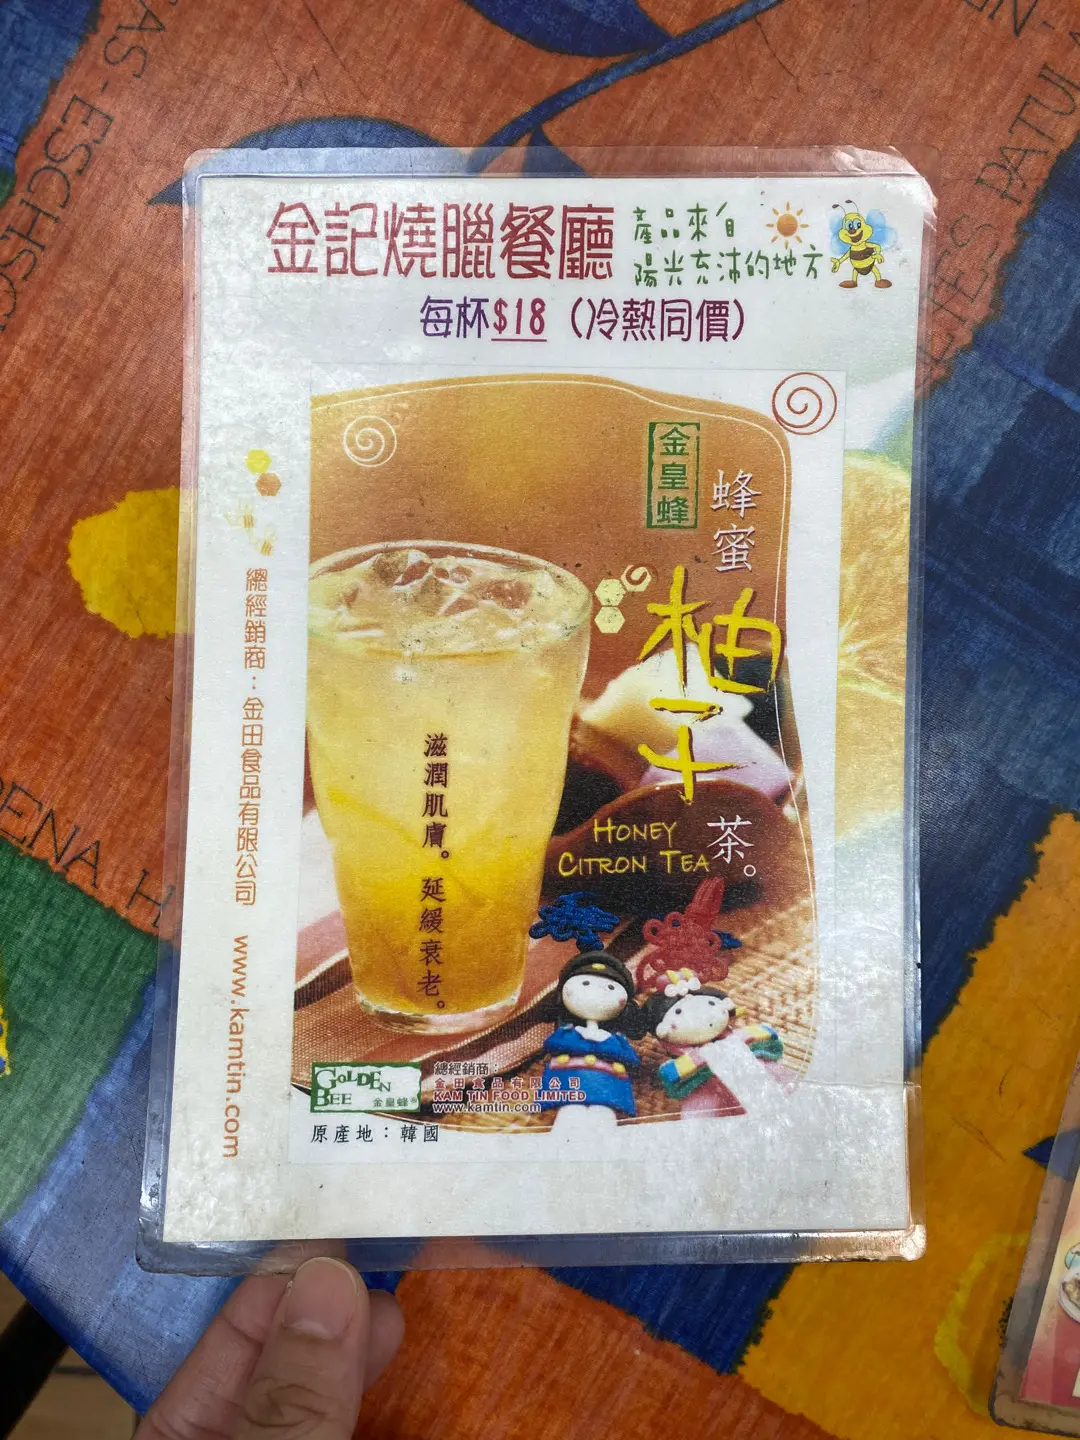 金記燒臘餐廳
產品來自
陽光充沛的地方
每杯$18 (冷熱同價)
金皇蜂
蜂蜜
柚子
茶。
HONEY
CITRON TEA
滋潤肌膚。延緩衰老。
總經銷商：金田食品有限公司 www.kamtin.com
GOLDEN
BEE 金皇蜂®
總經銷商：
金田食品有限公司
KAM TIN FOOD LIMITED
www.kamtin.com
原產地：韓國